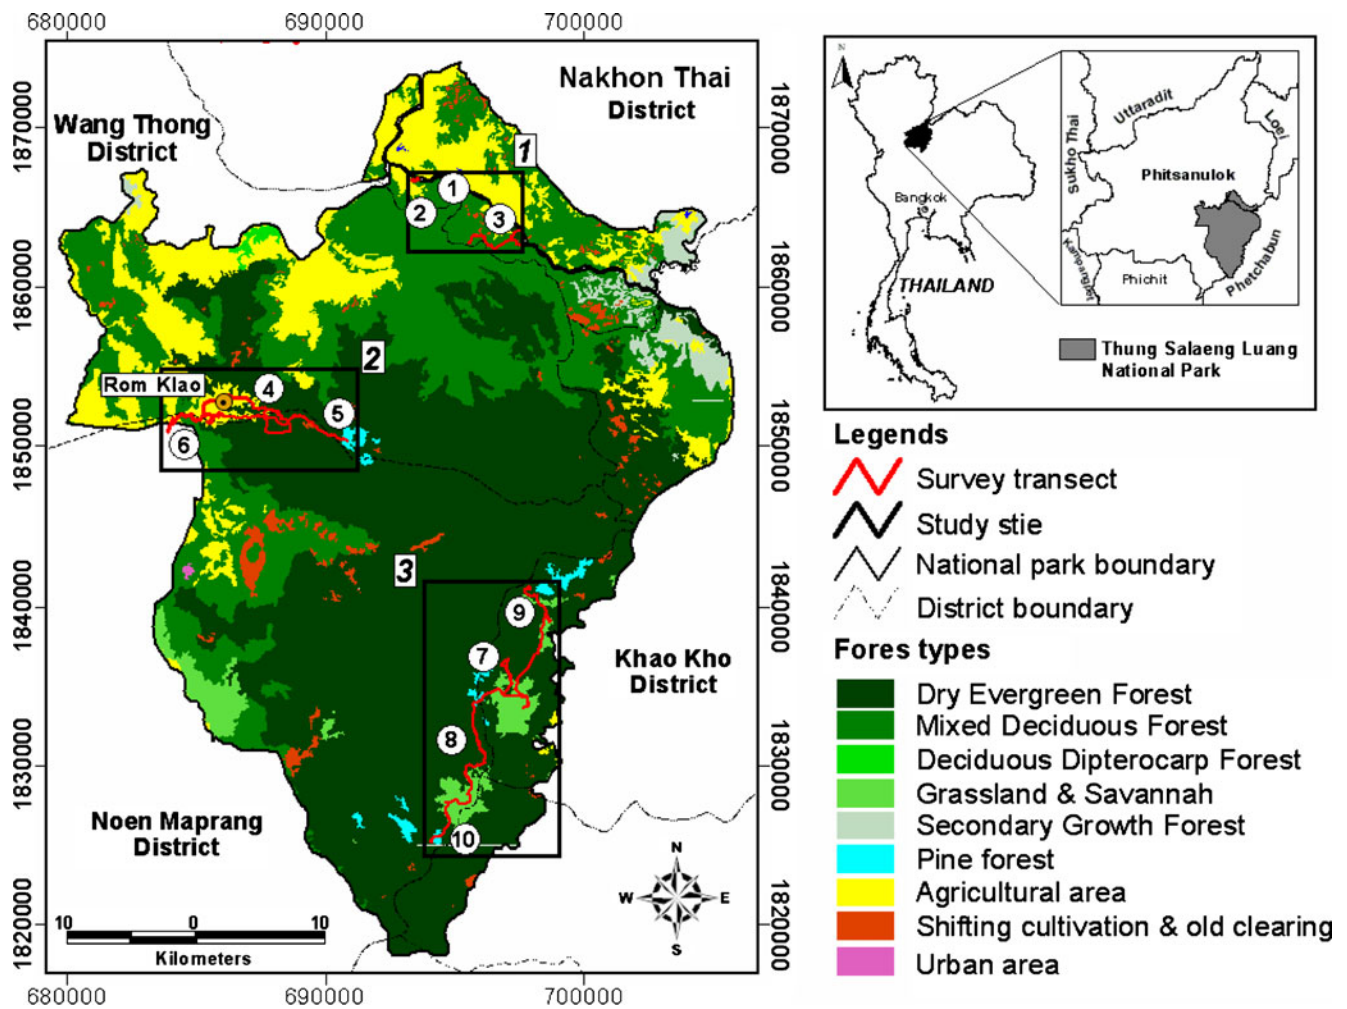 680000 690000 700000
1870000
1860000
1850000
1840000
1830000
1820000
Nakhon Thai
District
Wang Thong
District
1
1
2
3
2
Rom Klao
4
5
6
3
9
7
8
10
Khao Kho
District
Noen Maprang
District
10 0 10
Kilometers
N
W E
S
1870000
1860000
1850000
1840000
1830000
1820000
680000 690000 700000
N
Bangkok
THAILAND
Uttaradit
Loei
Sukho Thai
Phitsanulok
Kampangpet
Phichit
Phetchabun
Thung Salaeng Luang
National Park
Legends
Survey transect
Study stie
National park boundary
District boundary
Fores types
Dry Evergreen Forest
Mixed Deciduous Forest
Deciduous Dipterocarp Forest
Grassland & Savannah
Secondary Growth Forest
Pine forest
Agricultural area
Shifting cultivation & old clearing
Urban area